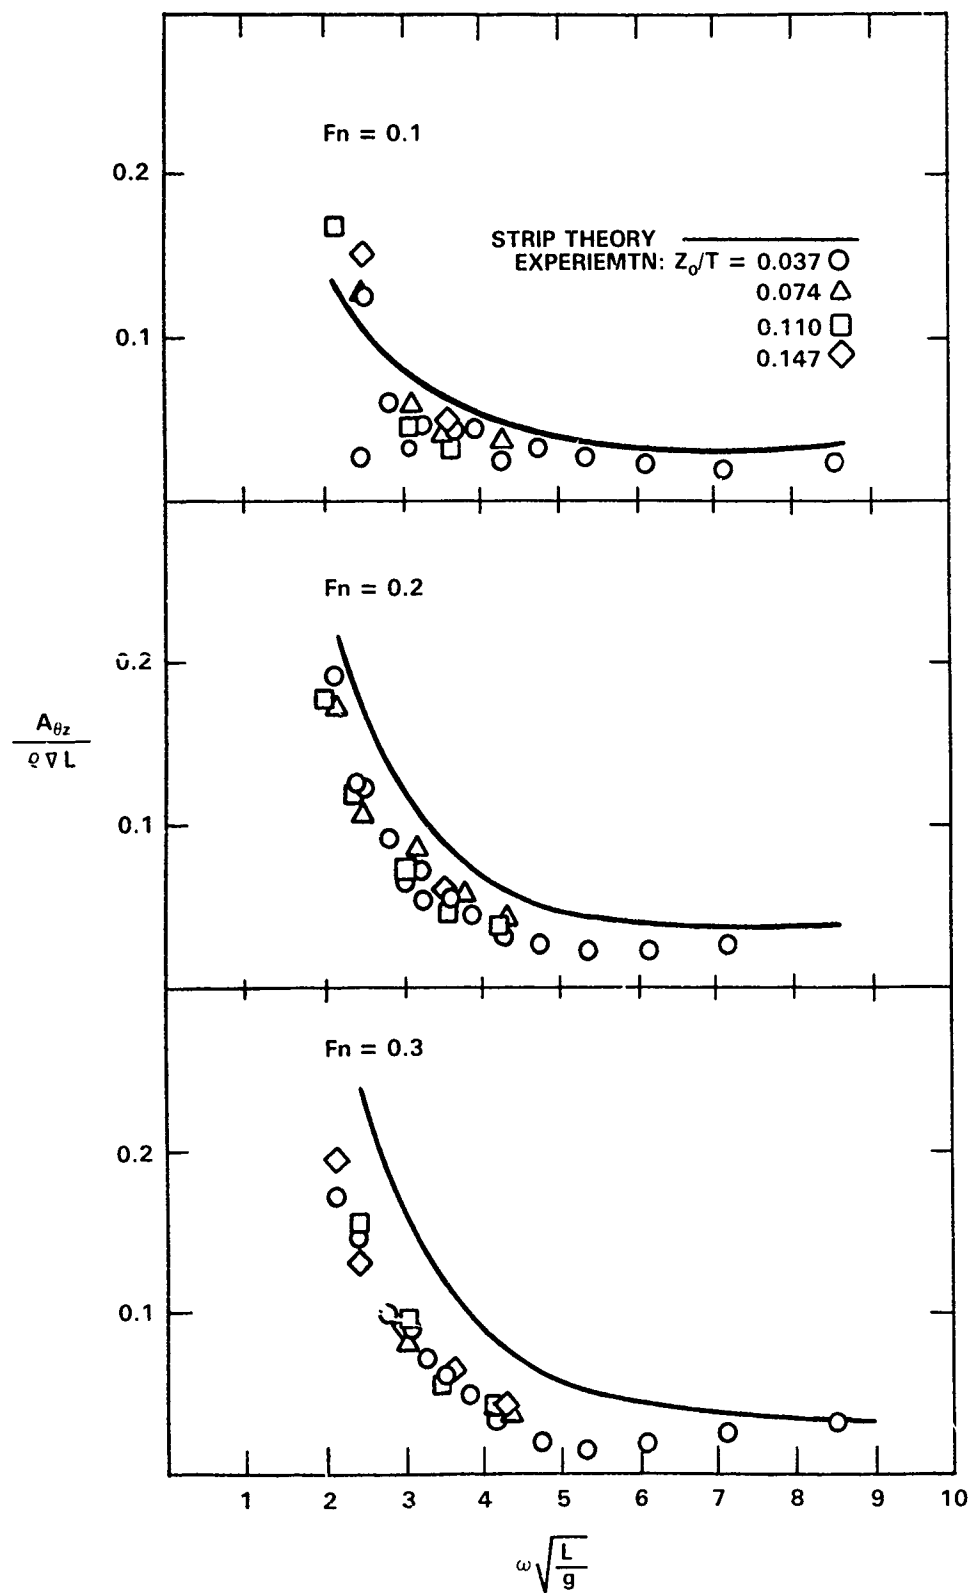 Fn = 0.1
0.2
STRIP THEORY
EXPERIEMTN: Z₀/T = 0.037
0.074
0.110
0.147
0.1
Fn = 0.2
0.2
A_θz
ρ ∇ L
0.1
Fn = 0.3
0.2
0.1
1 2 3 4 5 6 7 8 9 10
ω √ L
g